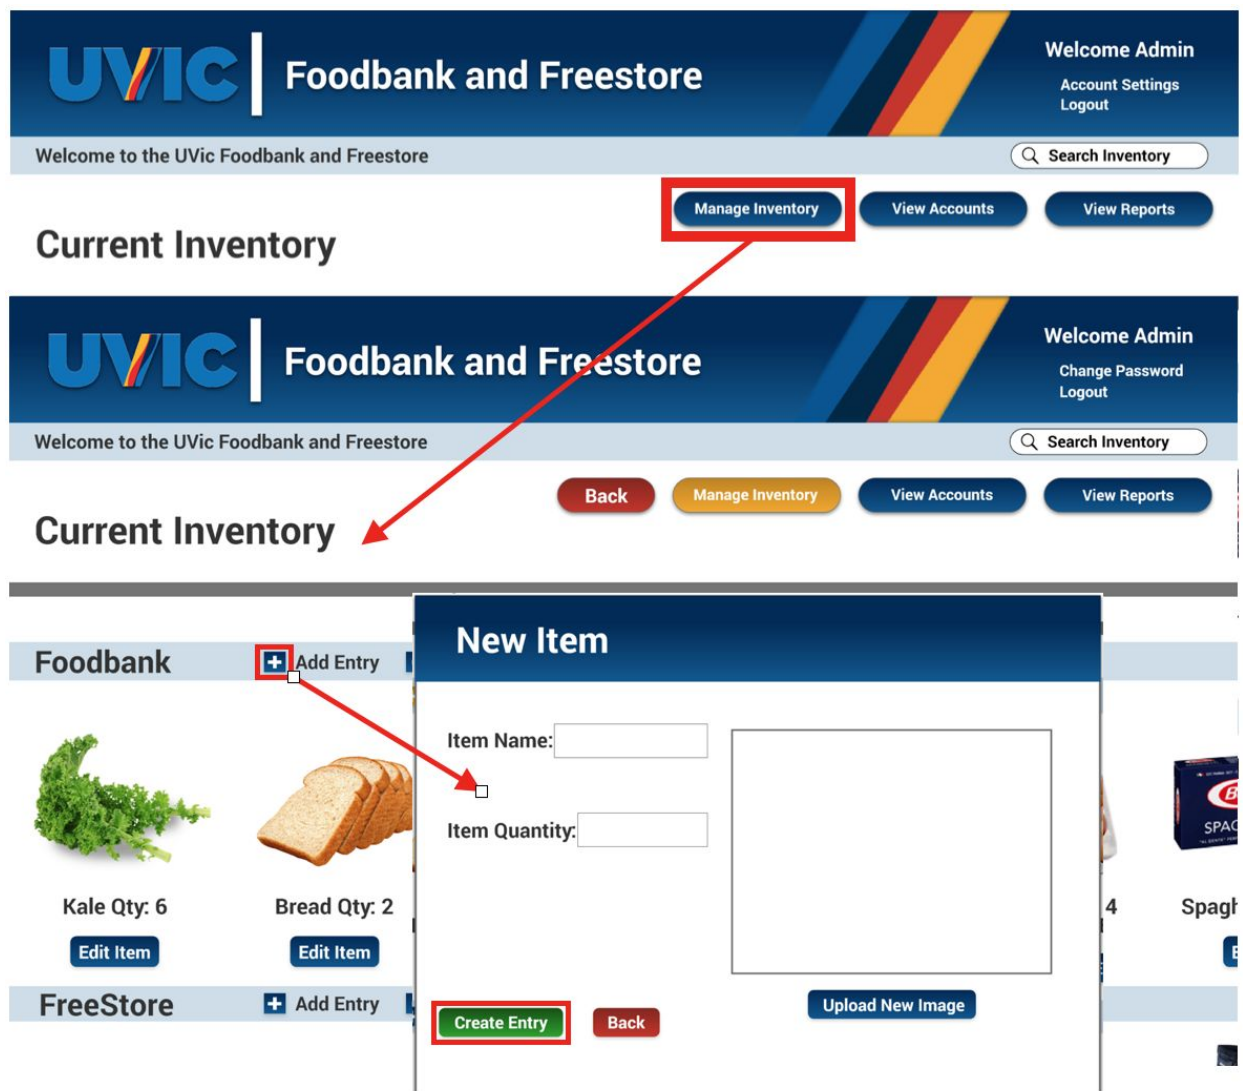 UVIC
Foodbank and Freestore
Welcome Admin
Account Settings
Logout
Welcome to the UVic Foodbank and Freestore
Search Inventory
Manage Inventory
View Accounts
View Reports
Current Inventory
UVIC
Foodbank and Freestore
Welcome Admin
Change Password
Logout
Welcome to the UVic Foodbank and Freestore
Search Inventory
Back
Manage Inventory
View Accounts
View Reports
Current Inventory
Foodbank
Add Entry
Kale Qty: 6
Edit Item
Bread Qty: 2
Edit Item
New Item
Item Name:
Item Quantity:
Create Entry
Back
Upload New Image
4
FreeStore
Add Entry